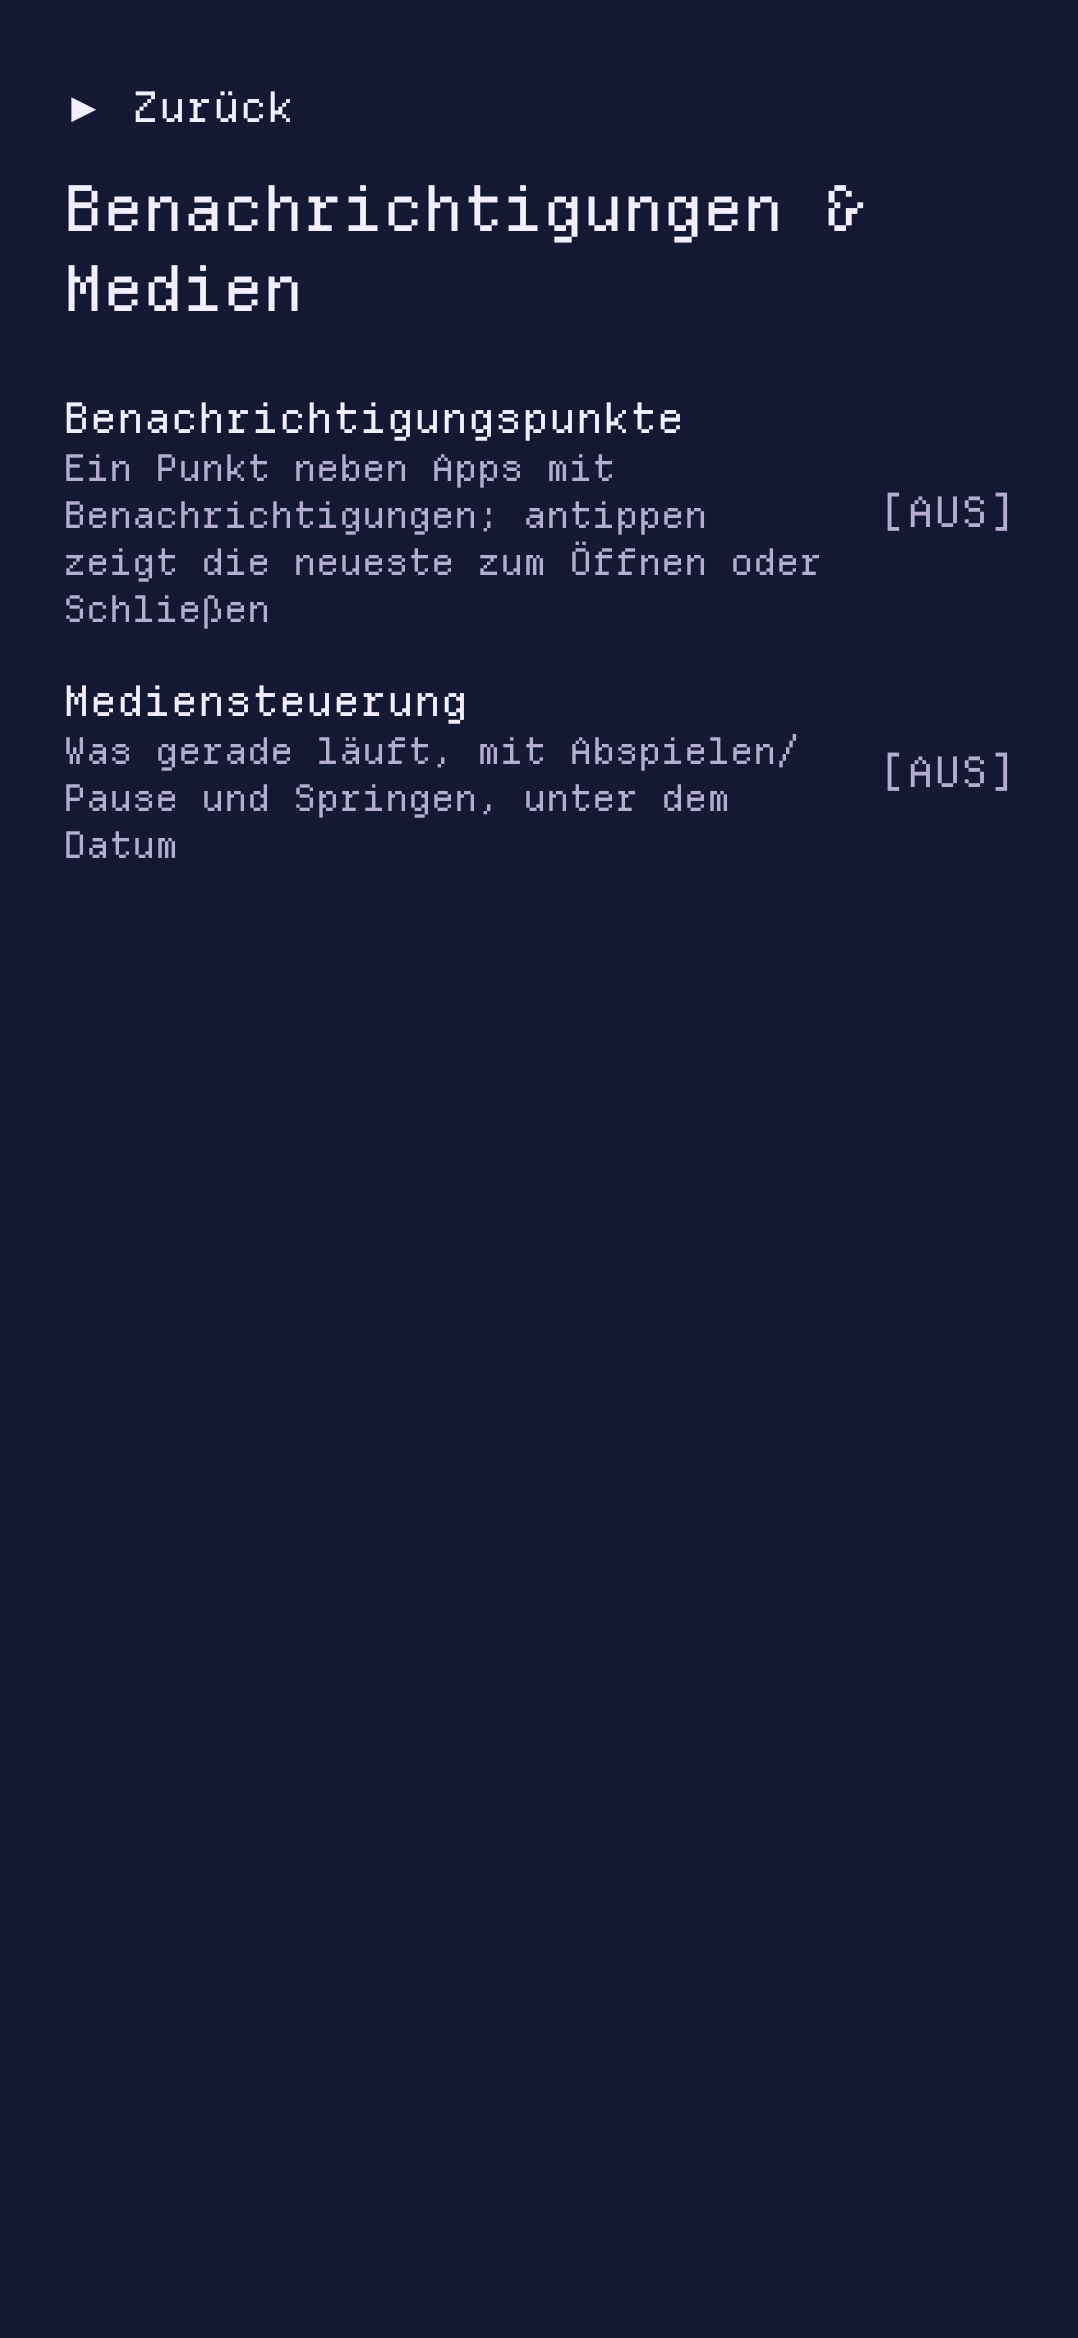 ▶ Zurück
Benachrichtigungen &
Medien
Benachrichtigungspunkte
Ein Punkt neben Apps mit
Benachrichtigungen; antippen
zeigt die neueste zum Öffnen oder
Schließen
[AUS]
Mediensteuerung
Was gerade läuft, mit Abspielen/
Pause und Springen, unter dem
Datum
[AUS]